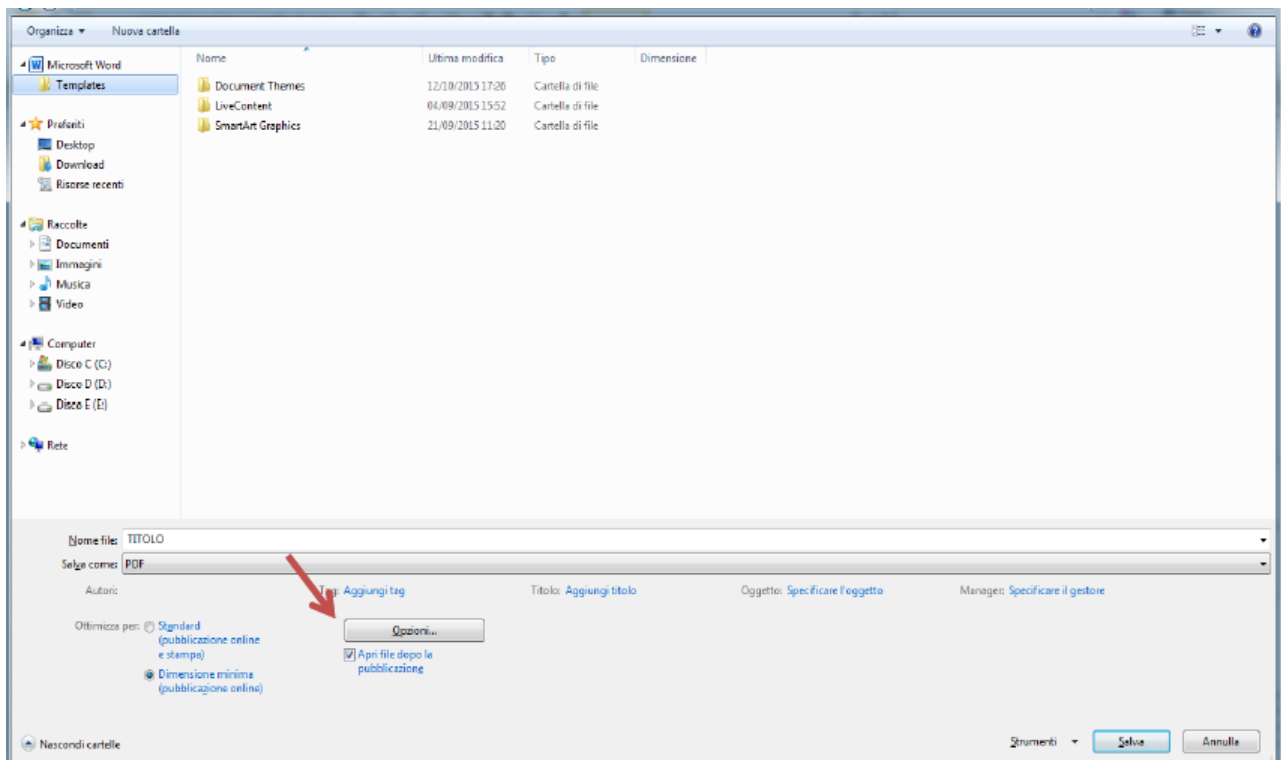 Organizza Nuova cartella
Microsoft Word
Templates
Preferiti
Desktop
Download
Risorse recenti
Raccolte
Documenti
Immagini
Musica
Video
Computer
Disco C (C:)
Disco D (D:)
Disco E (E:)
Rete
Nome Ultima modifica Tipo Dimensione
Document Themes 12/10/2015 17:26 Cartella di file
LiveContent 04/09/2015 15:52 Cartella di file
SmartArt Graphics 21/09/2015 11:20 Cartella di file
Nome file: TITOLO
Salva come: PDF
Autori: Tag: Aggiungi tag Titolo: Aggiungi titolo Oggetto: Specificare l'oggetto Manager: Specificare il gestore
Ottimizza per: Standard
(pubblicazione online
e stampa)
Dimensione minima
(pubblicazione online)
Opzioni...
Apri file dopo la
pubblicazione
Nascondi cartelle
Strumenti Salva Annulla